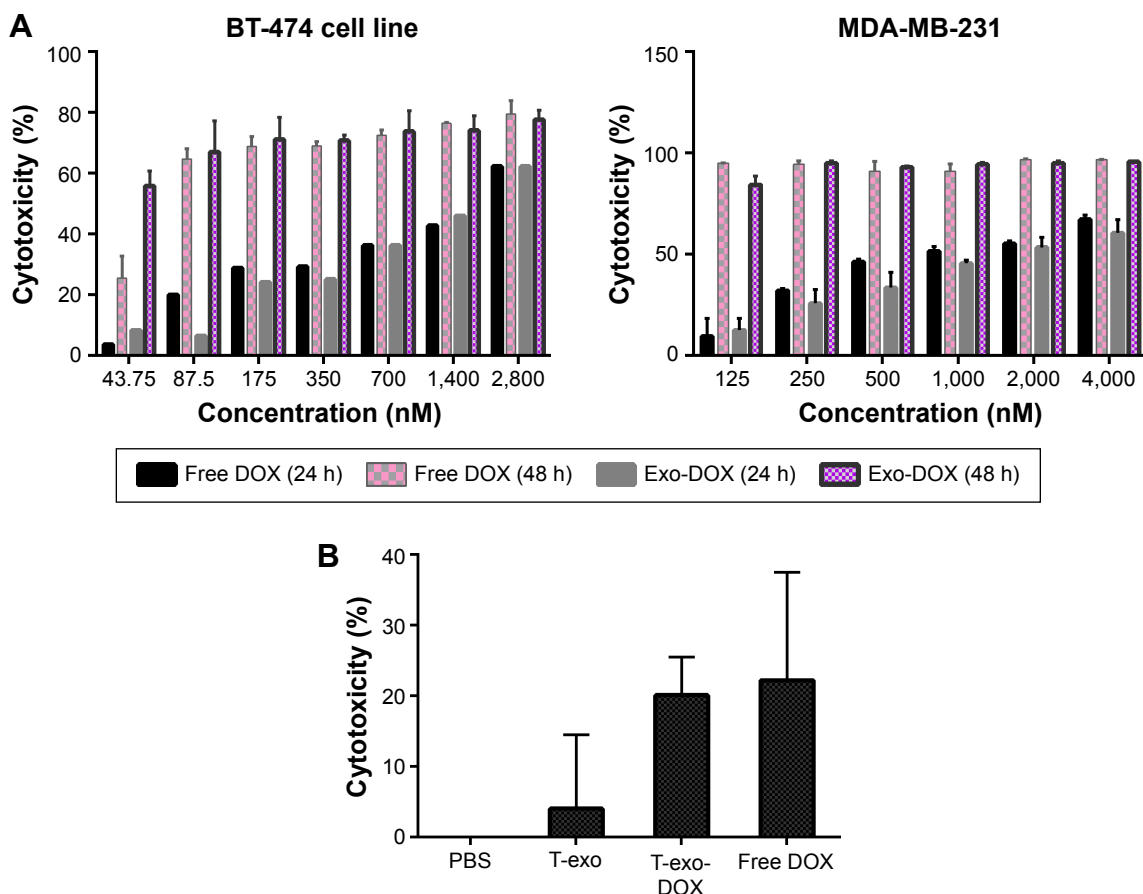 A
BT-474 cell line
MDA-MB-231
Cytotoxicity (%)
100
80
60
40
20
0
43.75 87.5 175 350 700 1,400 2,800
Concentration (nM)
Cytotoxicity (%)
150
100
50
0
125 250 500 1,000 2,000 4,000
Concentration (nM)
Free DOX (24 h) Free DOX (48 h) Exo-DOX (24 h) Exo-DOX (48 h)
B
Cytotoxicity (%)
40
30
20
10
0
PBS T-exo T-exo- Free DOX
DOX